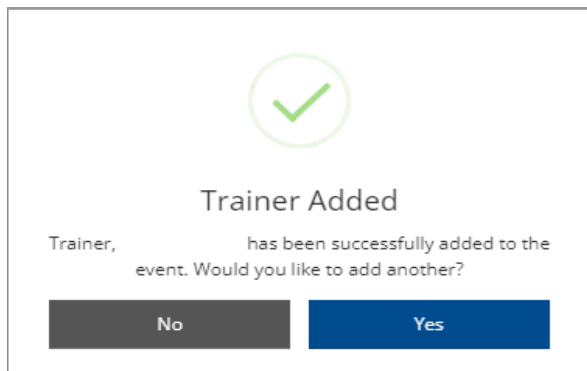 Trainer Added
Trainer, has been successfully added to the
event. Would you like to add another?
No
Yes